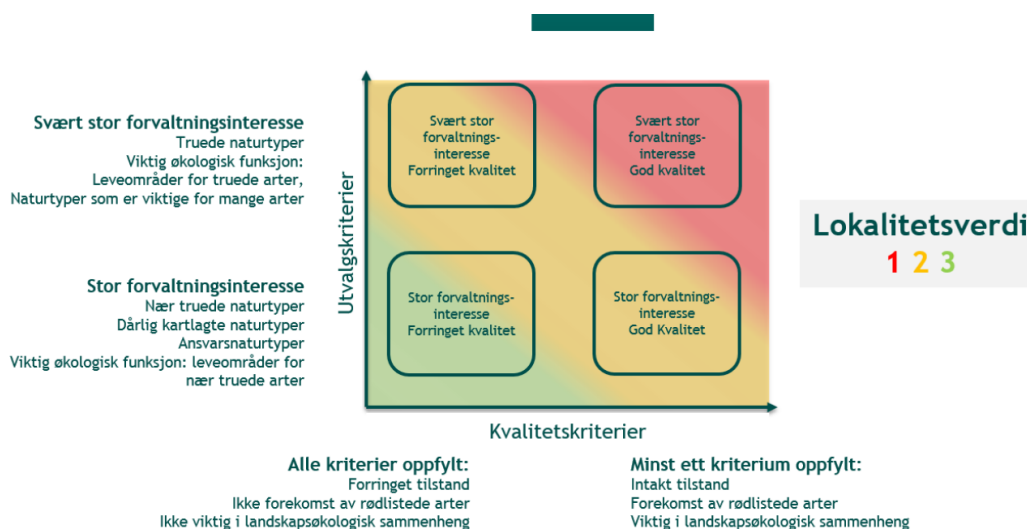 Svært stor forvaltningsinteresse
Truede naturtyper
Viktig økologisk funksjon:
Leveområder for truede arter,
Naturtyper som er viktige for mange arter
Stor forvaltningsinteresse
Nær truede naturtyper
Dårlig kartlagte naturtyper
Ansvarsnaturtyper
Viktig økologisk funksjon: leveområder for
nær truede arter
Utvalgskriterier
Svært stor
forvaltnings-
interesse
Forringet kvalitet
Svært stor
forvaltnings-
interesse
God kvalitet
Stor forvaltnings-
interesse
Forringet kvalitet
Stor forvaltnings-
interesse
God Kvalitet
Lokalitetsverdi
1 2 3
Kvalitetskriterier
Alle kriterier oppfylt:
Forringet tilstand
Ikke forekomst av rødlistede arter
Ikke viktig i landskapsøkologisk sammenheng
Minst ett kriterium oppfylt:
Intakt tilstand
Forekomst av rødlistede arter
Viktig i landskapsøkologisk sammenheng